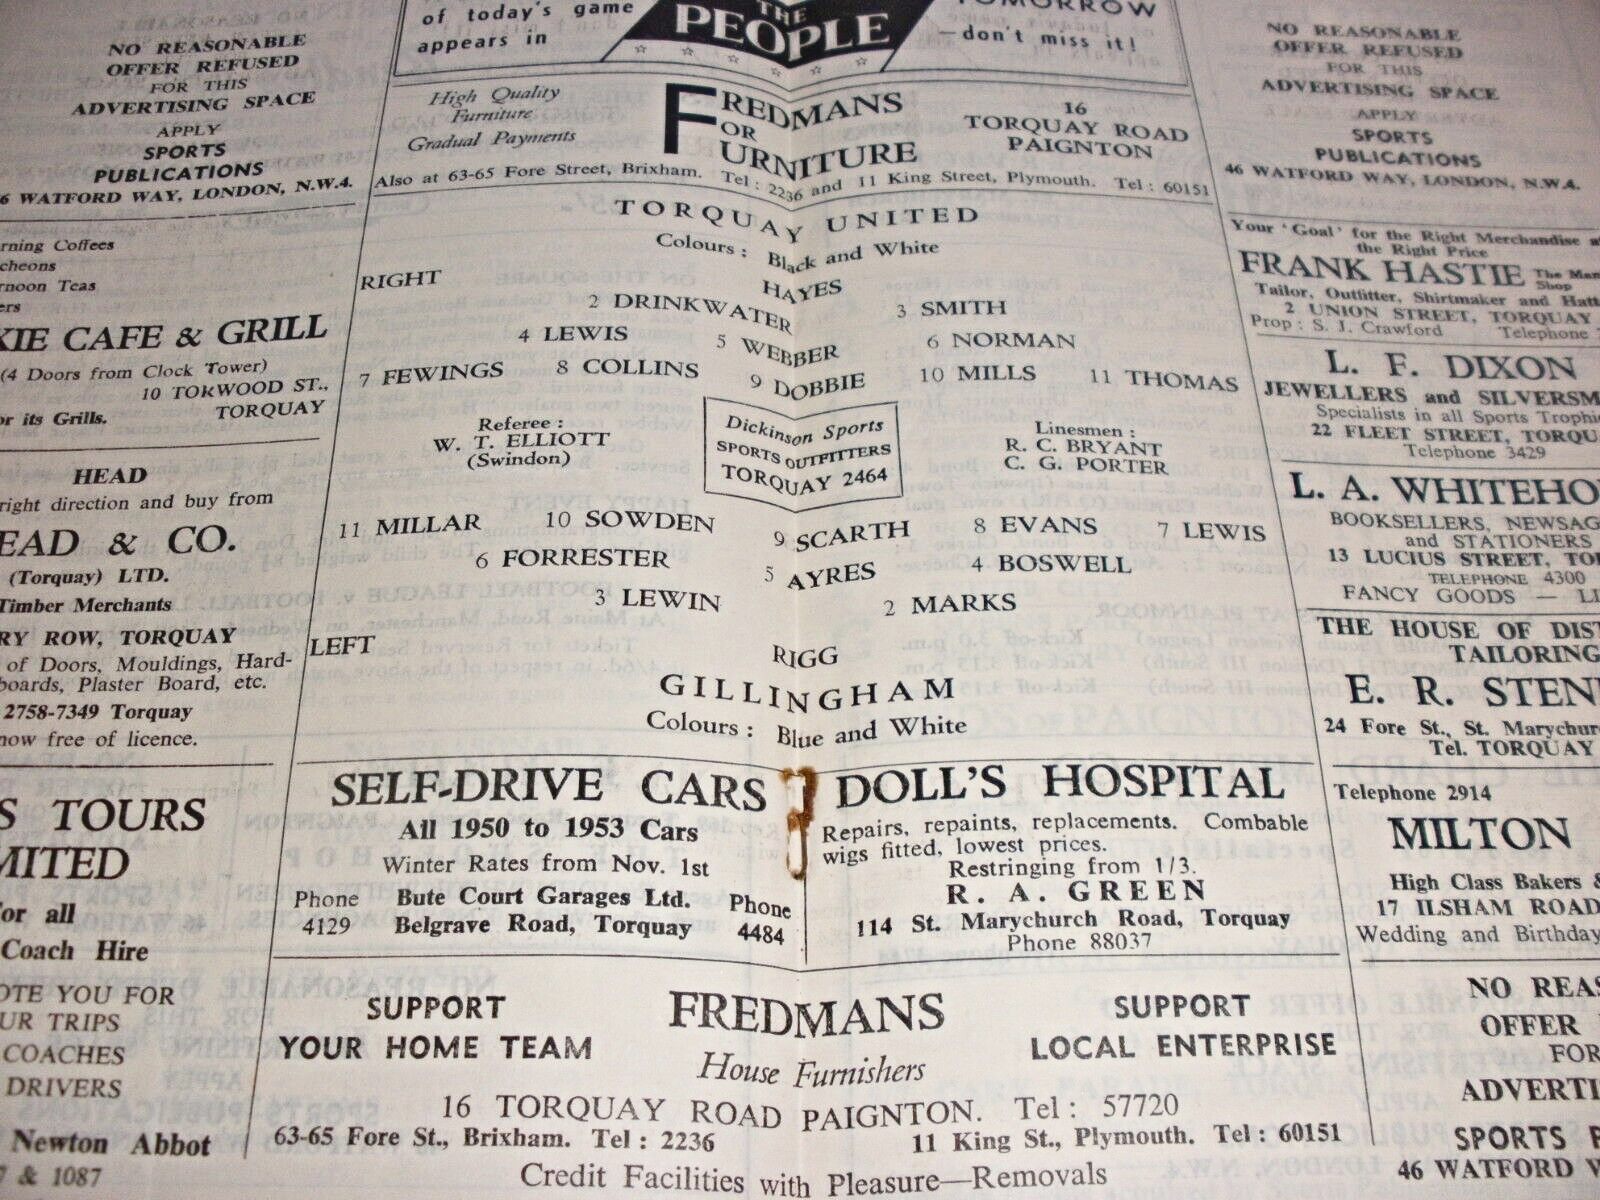 NO REASONABLE
OFFER REFUSED
FOR THIS
ADVERTISING SPACE
APPLY
SPORTS
PUBLICATIONS
6 WATFORD WAY, LONDON, N.W.4.
rning Coffees
cheons
rnoon Teas
ers
KIE CAFE & GRILL
(4 Doors from Clock Tower)
10 TORWOOD ST.,
or its Grills. TORQUAY
HEAD
right direction and buy from
EAD & CO.
(Torquay) LTD.
Timber Merchants
RY ROW, TORQUAY
of Doors, Mouldings, Hard-
boards, Plaster Board, etc.
2758-7349 Torquay
now free of licence.
S TOURS
MITED
For all
Coach Hire
OTE YOU FOR
UR TRIPS
COACHES
DRIVERS
Newton Abbot
7 & 1087
of today's game
appears in
THE
PEOPLE
TOMORROW
—don't miss it!
High Quality
Furniture
Gradual Payments
FREDMANS
FOR
FURNITURE
16
TORQUAY ROAD
PAIGNTON
Also at 63-65 Fore Street, Brixham. Tel : 2236 and 11 King Street, Plymouth. Tel : 60151
TORQUAY UNITED
Colours : Black and White
RIGHT
HAYES
2 DRINKWATER 3 SMITH
4 LEWIS 5 WEBBER 6 NORMAN
7 FEWINGS 8 COLLINS 9 DOBBIE 10 MILLS 11 THOMAS
Referee :
W. T. ELLIOTT
(Swindon)
Dickinson Sports
SPORTS OUTFITTERS
TORQUAY 2464
Linesmen :
R. C. BRYANT
C. G. PORTER
11 MILLAR 10 SOWDEN 9 SCARTH 8 EVANS 7 LEWIS
6 FORRESTER 5 AYRES 4 BOSWELL
3 LEWIN 2 MARKS
LEFT
RIGG
GILLINGHAM
Colours : Blue and White
SELF-DRIVE CARS
All 1950 to 1953 Cars
Winter Rates from Nov. 1st
Phone Bute Court Garages Ltd. Phone
4129 Belgrave Road, Torquay 4484
DOLL'S HOSPITAL
Repairs, repaints, replacements. Combable
wigs fitted, lowest prices.
Restringing from 1/3.
R. A. GREEN
114 St. Marychurch Road, Torquay
Phone 88037
SUPPORT
YOUR HOME TEAM
FREDMANS
House Furnishers
SUPPORT
LOCAL ENTERPRISE
16 TORQUAY ROAD PAIGNTON. Tel : 57720
63-65 Fore St., Brixham. Tel : 2236 11 King St., Plymouth. Tel : 60151
Credit Facilities with Pleasure—Removals
NO REASONABLE
OFFER REFUSED
FOR THIS
ADVERTISING SPACE
APPLY
SPORTS
PUBLICATIONS
46 WATFORD WAY, LONDON, N.W.4.
Your 'Goal' for the Right Merchandise a
the Right Price
FRANK HASTIE The Man
Shop
Tailor, Outfitter, Shirtmaker and Hatt
2 UNION STREET, TORQUAY
Prop : S. J. Crawford Telephone
L. F. DIXON
JEWELLERS and SILVERSM
Specialists in all Sports Trophi
22 FLEET STREET, TORQU
Telephone 3429
L. A. WHITEHO
BOOKSELLERS, NEWSAG
and STATIONERS
13 LUCIUS STREET, TO
TELEPHONE 4300
FANCY GOODS — LI
THE HOUSE OF DIS
TAILORING
E. R. STEN
24 Fore St., St. Marychur
Tel. TORQUAY
Telephone 2914
MILTON
High Class Bakers &
17 ILSHAM ROAD
Wedding and Birthday
NO REAS
OFFER
FOR
ADVERTI
SPORTS P
46 WATFORD W